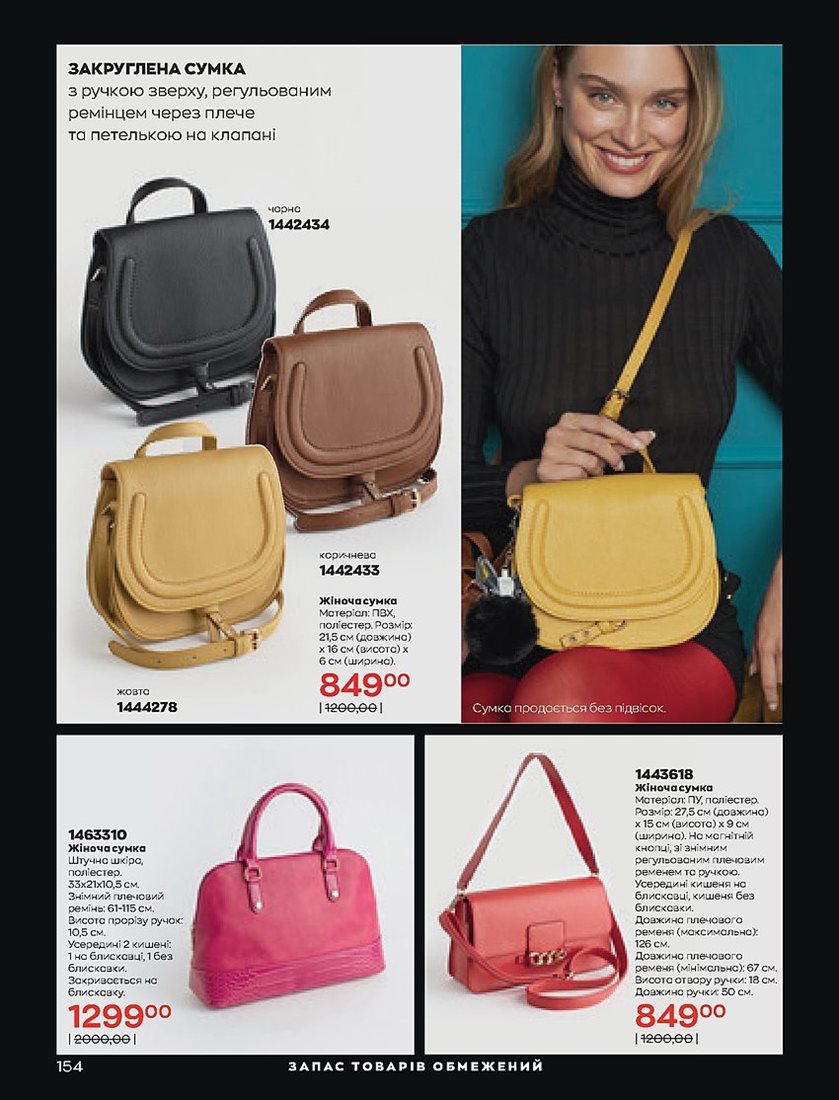 ЗАКРУГЛЕНА СУМКА
з ручкою зверху, регульованим
ремінцем через плече
та петелькою на клапані
чорна
1442434
коричнева
1442433
Жіноча сумка
Матеріал: ПВХ,
поліестер. Розмір:
21,5 см (довжина)
х 16 см (висота) х
6 см (ширина).
84900
|1200,00|
жовта
1444278
Сумка продається без підвісок.
1463310
Жіноча сумка
Штучна шкіра,
поліестер.
33х21х10,5 см.
Знімний плечовий
ремінь: 61-115 см.
Висота прорізу ручок:
10,5 см.
Усередині 2 кишені:
1 на блискавці, 1 без
блискавки.
Закривається на
блискавку.
129900
|2000,00|
1443618
Жіноча сумка
Матеріал: ПУ, поліестер.
Розмір: 27,5 см (довжина)
х 15 см (висота) х 9 см
(ширина). На магнітній
кнопці, зі знімним
регульованим плечовим
ременем та ручкою.
Усередині кишеня на
блискавці, кишеня без
блискавки.
Довжина плечового
ременя (максимальна):
126 см.
Довжина плечового
ременя (мінімальна): 67 см.
Висота отвору ручки: 18 см.
Довжина ручки: 50 см.
84900
|1200,00|
154
ЗАПАС ТОВАРІВ ОБМЕЖЕНИЙ